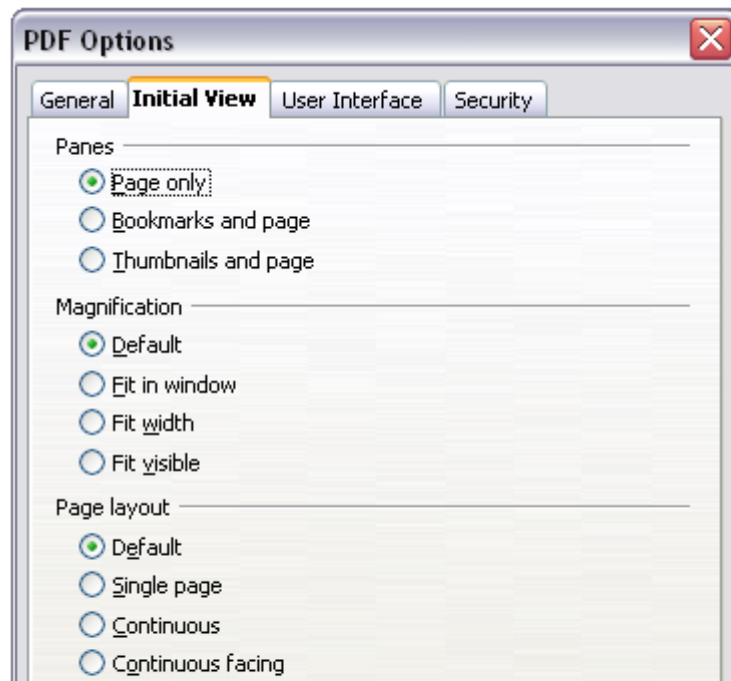 PDF Options
General Initial View User Interface Security
Panes
Page only
Bookmarks and page
Thumbnails and page
Magnification
Default
Fit in window
Fit width
Fit visible
Page layout
Default
Single page
Continuous
Continuous facing